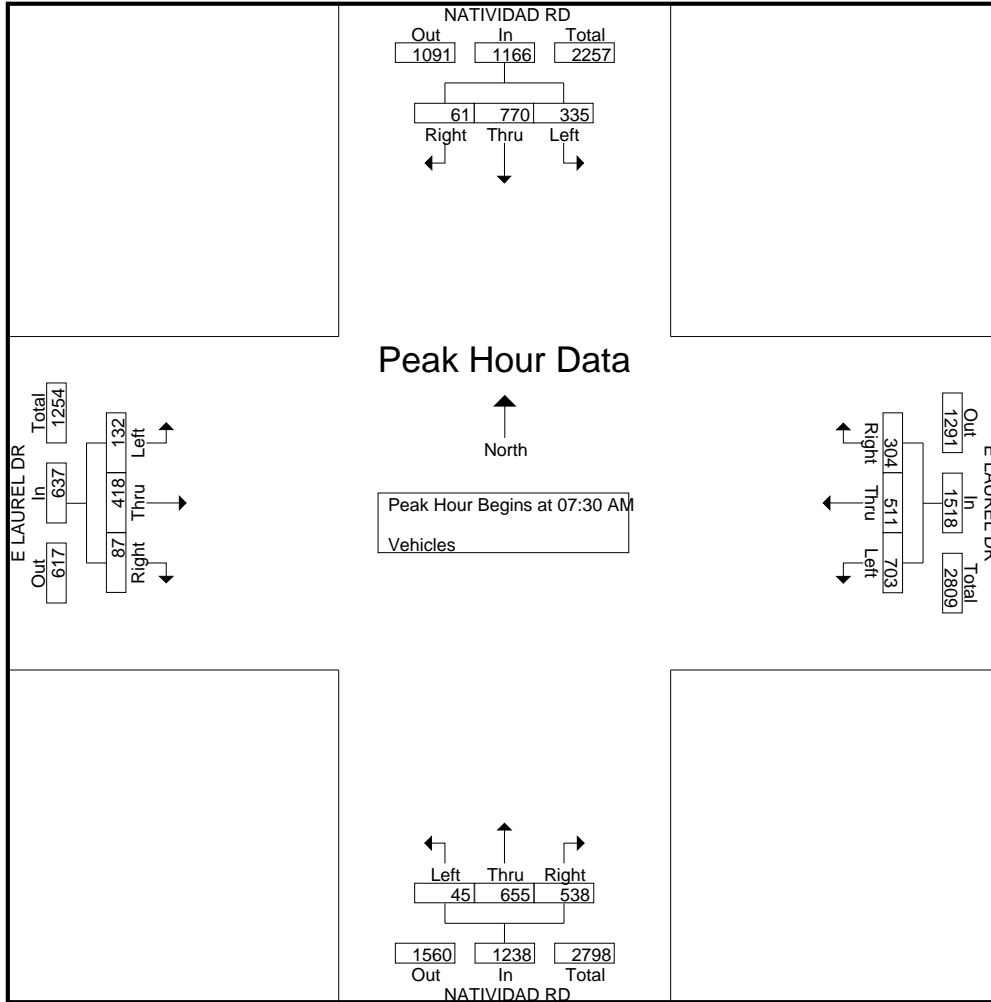 NATIVIDAD RD
Out In Total
1091 1166 2257
61 770 335
Right Thru Left
Peak Hour Data
North
Peak Hour Begins at 07:30 AM
Vehicles
E LAUREL DR
Out In Total
617 637 1254
Left Thru Right
132 418 87
E LAUREL DR
Out In Total
1291 1518 2809
304 511 703
Right Thru Left
Left Thru Right
45 655 538
1560 1238 2798
Out In Total
NATIVIDAD RD